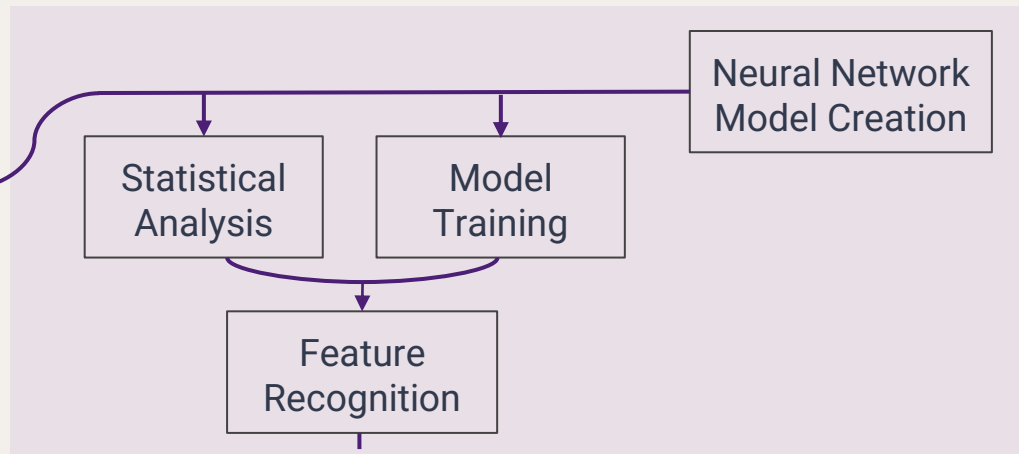 Neural Network
Model Creation
Statistical
Analysis
Model
Training
Feature
Recognition